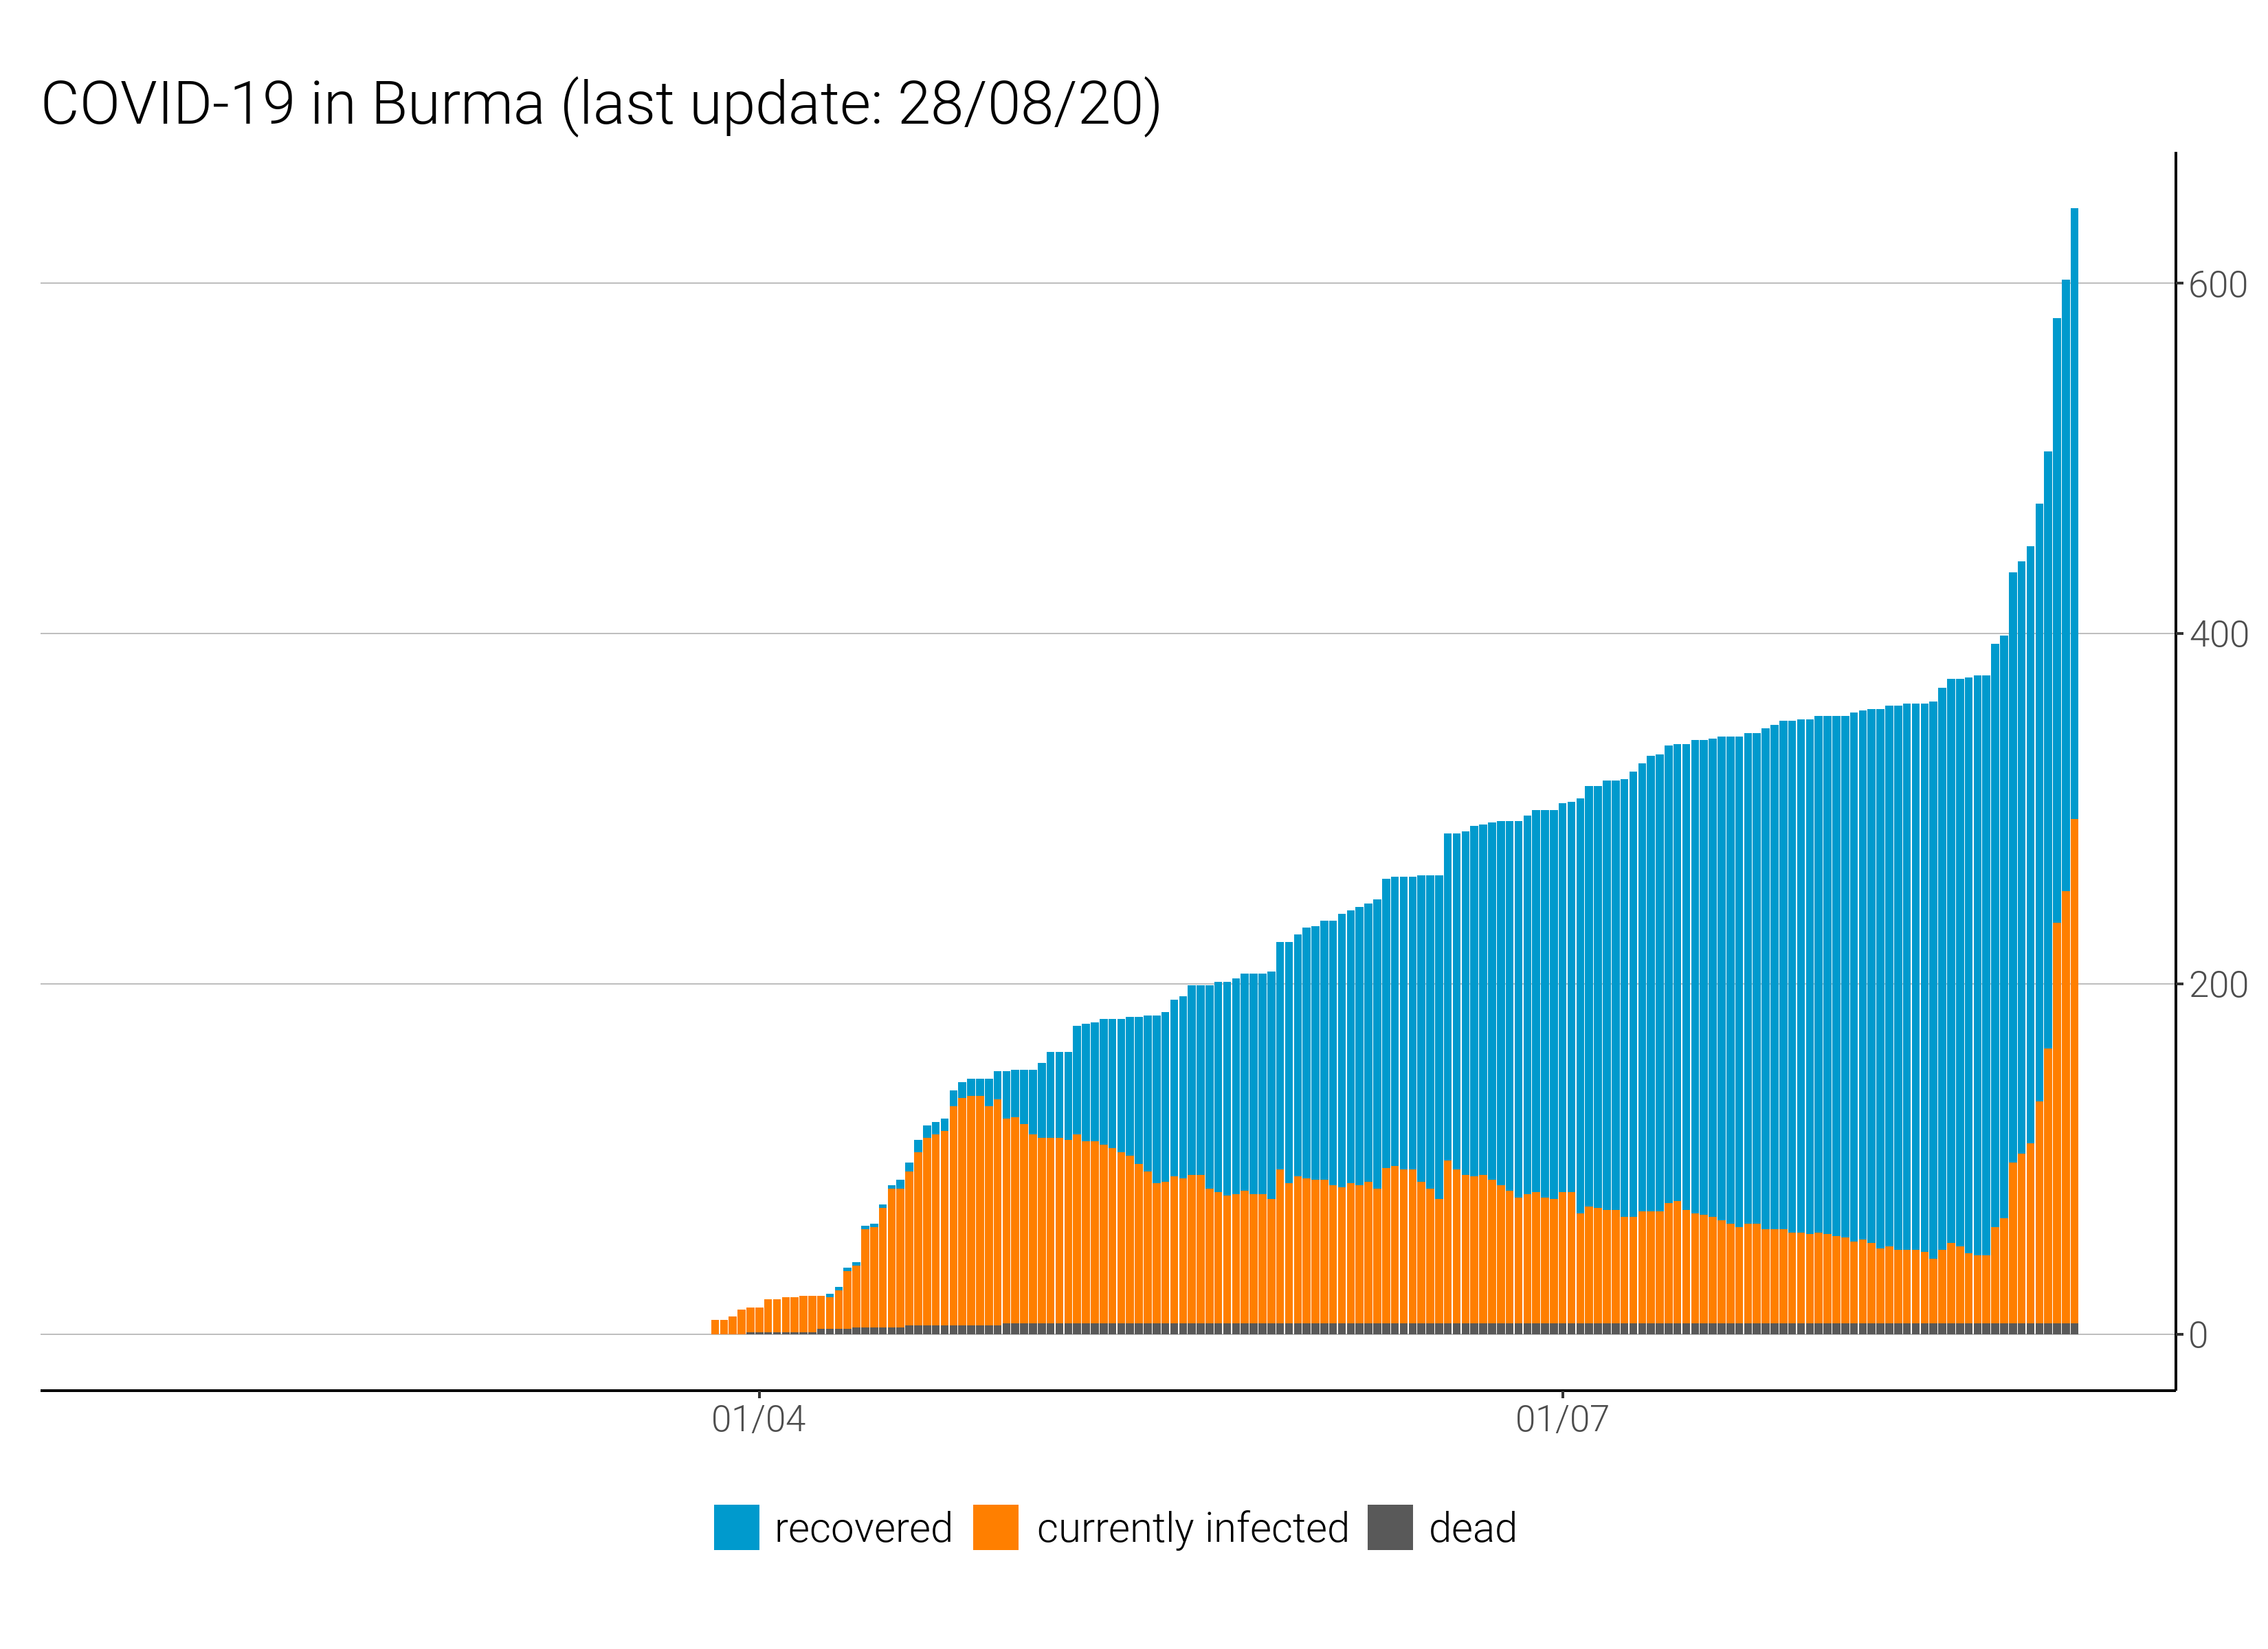 COVID-19 in Burma (last update: 28/08/20)
600
400
200
0
01/04 01/07
recovered currently infected dead